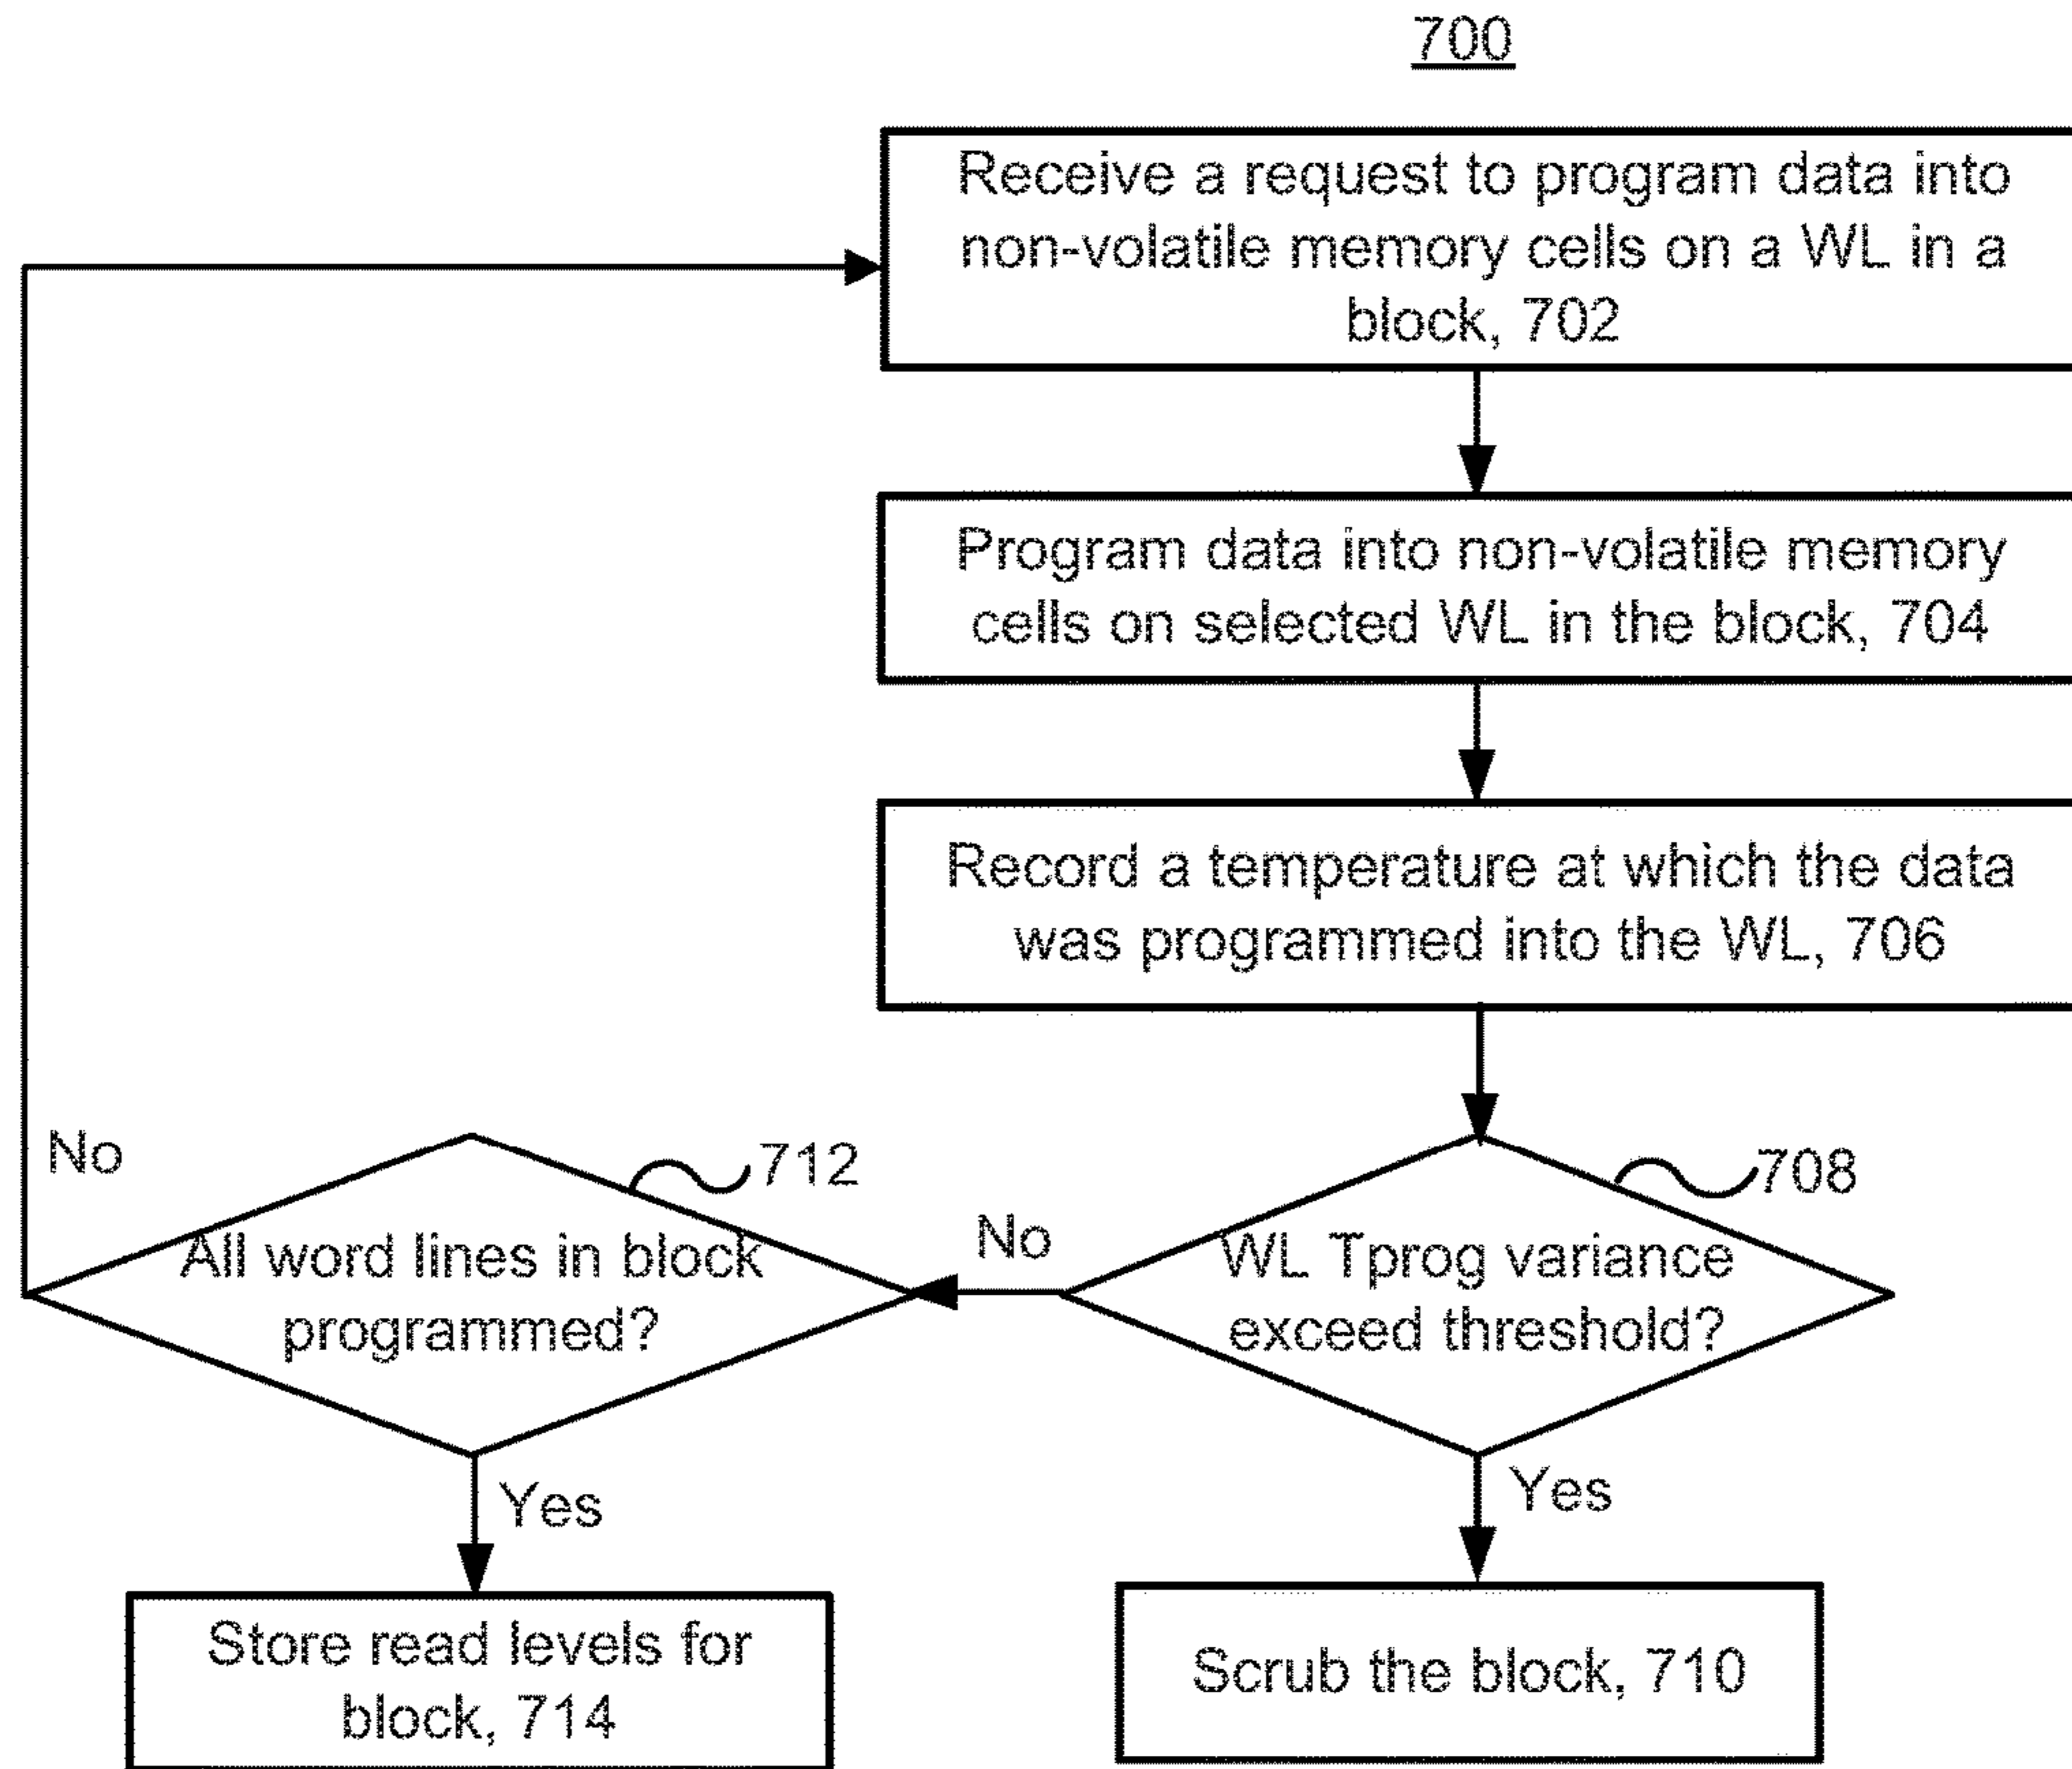 700
Receive a request to program data into
non-volatile memory cells on a WL in a
block, 702
Program data into non-volatile memory
cells on selected WL in the block, 704
Record a temperature at which the data
was programmed into the WL, 706
No
712
All word lines in block
programmed?
No
708
WL Tprog variance
exceed threshold?
Yes
Yes
Store read levels for
block, 714
Scrub the block, 710